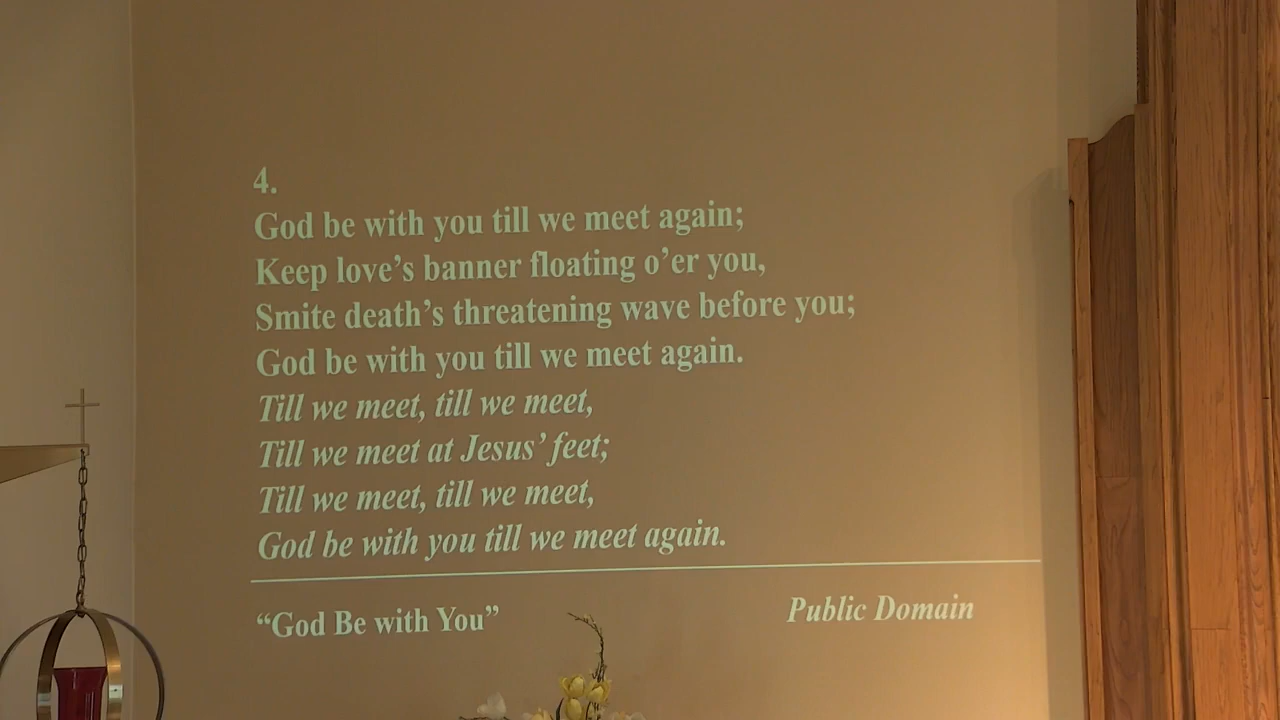 4.
God be with you till we meet again;
Keep love’s banner floating o’er you,
Smite death’s threatening wave before you;
God be with you till we meet again.
Till we meet, till we meet,
Till we meet at Jesus’ feet;
Till we meet, till we meet,
God be with you till we meet again.
“God Be with You” Public Domain